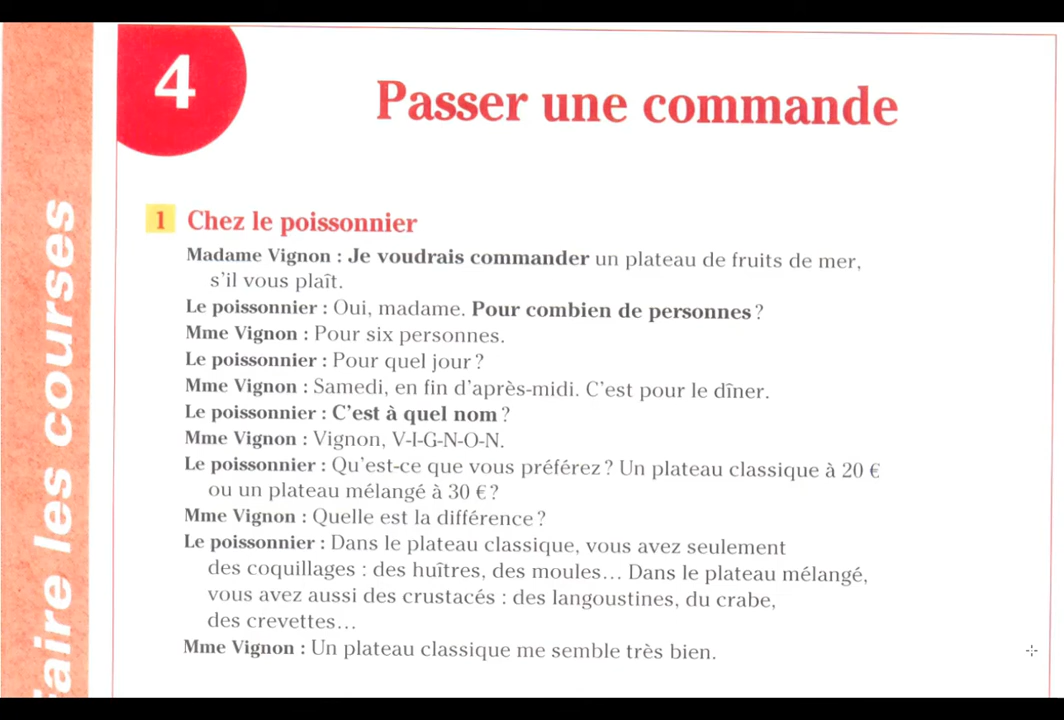 4
Passer une commande
faire les courses
1 Chez le poissonnier
Madame Vignon : Je voudrais commander un plateau de fruits de mer,
s'il vous plaît.
Le poissonnier : Oui, madame. Pour combien de personnes ?
Mme Vignon : Pour six personnes.
Le poissonnier : Pour quel jour ?
Mme Vignon : Samedi, en fin d'après-midi. C'est pour le dîner.
Le poissonnier : C'est à quel nom ?
Mme Vignon : Vignon, V-I-G-N-O-N.
Le poissonnier : Qu'est-ce que vous préférez ? Un plateau classique à 20 €
ou un plateau mélangé à 30 € ?
Mme Vignon : Quelle est la différence ?
Le poissonnier : Dans le plateau classique, vous avez seulement
des coquillages : des huîtres, des moules... Dans le plateau mélangé,
vous avez aussi des crustacés : des langoustines, du crabe,
des crevettes...
Mme Vignon : Un plateau classique me semble très bien.